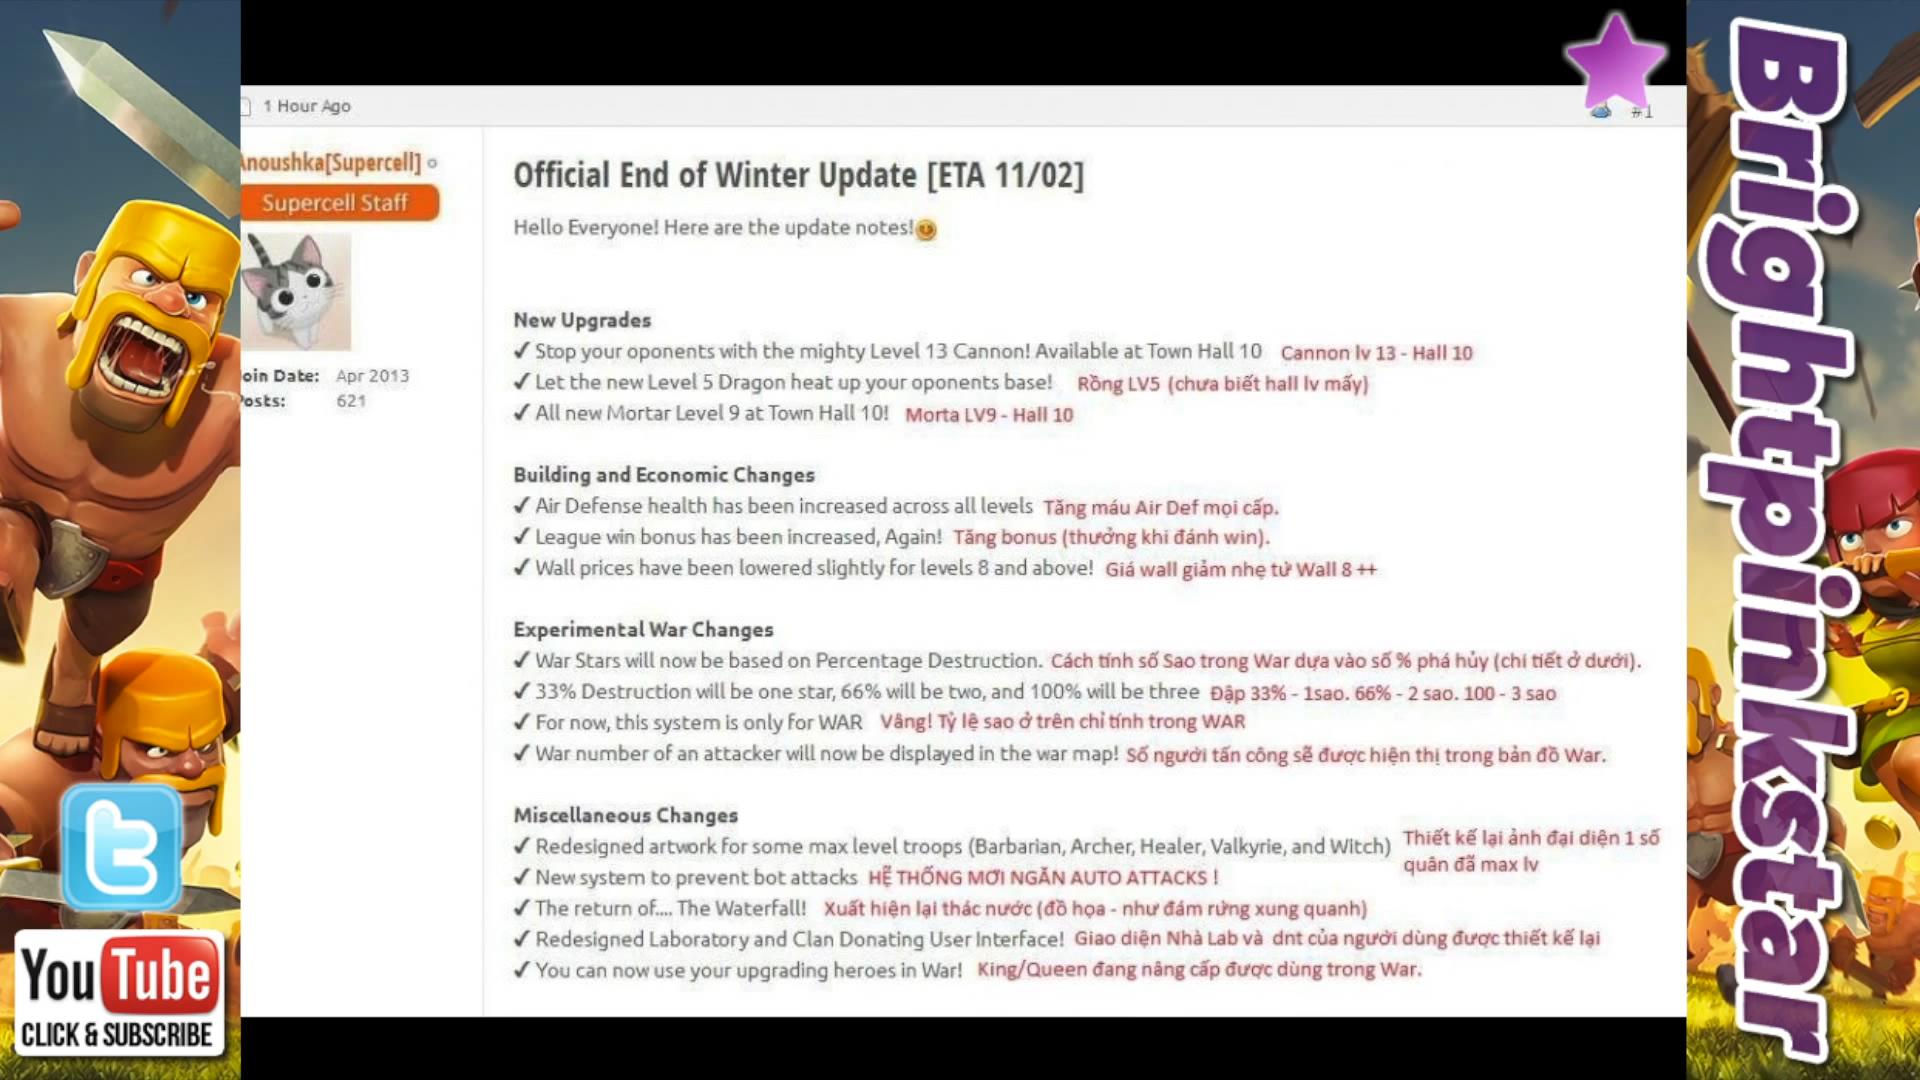 1 Hour Ago
#1
Anoushka[Supercell]
Supercell Staff
Join Date: Apr 2013
Posts: 621
Official End of Winter Update [ETA 11/02]
Hello Everyone! Here are the update notes!
New Upgrades
✓ Stop your oponents with the mighty Level 13 Cannon! Available at Town Hall 10 Cannon lv 13 - Hall 10
✓ Let the new Level 5 Dragon heat up your oponents base! Rồng LV5 (chưa biết hall lv mấy)
✓ All new Mortar Level 9 at Town Hall 10! Morta LV9 - Hall 10
Building and Economic Changes
✓ Air Defense health has been increased across all levels Tăng máu Air Def mọi cấp.
✓ League win bonus has been increased, Again! Tăng bonus (thưởng khi đánh win).
✓ Wall prices have been lowered slightly for levels 8 and above! Giá wall giảm nhẹ từ Wall 8 ++
Experimental War Changes
✓ War Stars will now be based on Percentage Destruction. Cách tính số Sao trong War dựa vào số % phá hủy (chi tiết ở dưới).
✓ 33% Destruction will be one star, 66% will be two, and 100% will be three Đập 33% - 1sao. 66% - 2 sao. 100 - 3 sao
✓ For now, this system is only for WAR Vâng! Tỷ lệ sao ở trên chỉ tính trong WAR
✓ War number of an attacker will now be displayed in the war map! Số người tấn công sẽ được hiện thị trong bản đồ War.
Miscellaneous Changes
✓ Redesigned artwork for some max level troops (Barbarian, Archer, Healer, Valkyrie, and Witch) Thiết kế lại ảnh đại diện 1 số
quân đã max lv
✓ New system to prevent bot attacks HỆ THỐNG MƠI NGĂN AUTO ATTACKS !
✓ The return of.... The Waterfall! Xuất hiện lại thác nước (đồ họa - như đám rừng xung quanh)
✓ Redesigned Laboratory and Clan Donating User Interface! Giao diện Nhà Lab và dnt của người dùng được thiết kế lại
✓ You can now use your upgrading heroes in War! King/Queen đang nâng cấp được dùng trong War.
YouTube
CLICK & SUBSCRIBE
Brightpinkstar